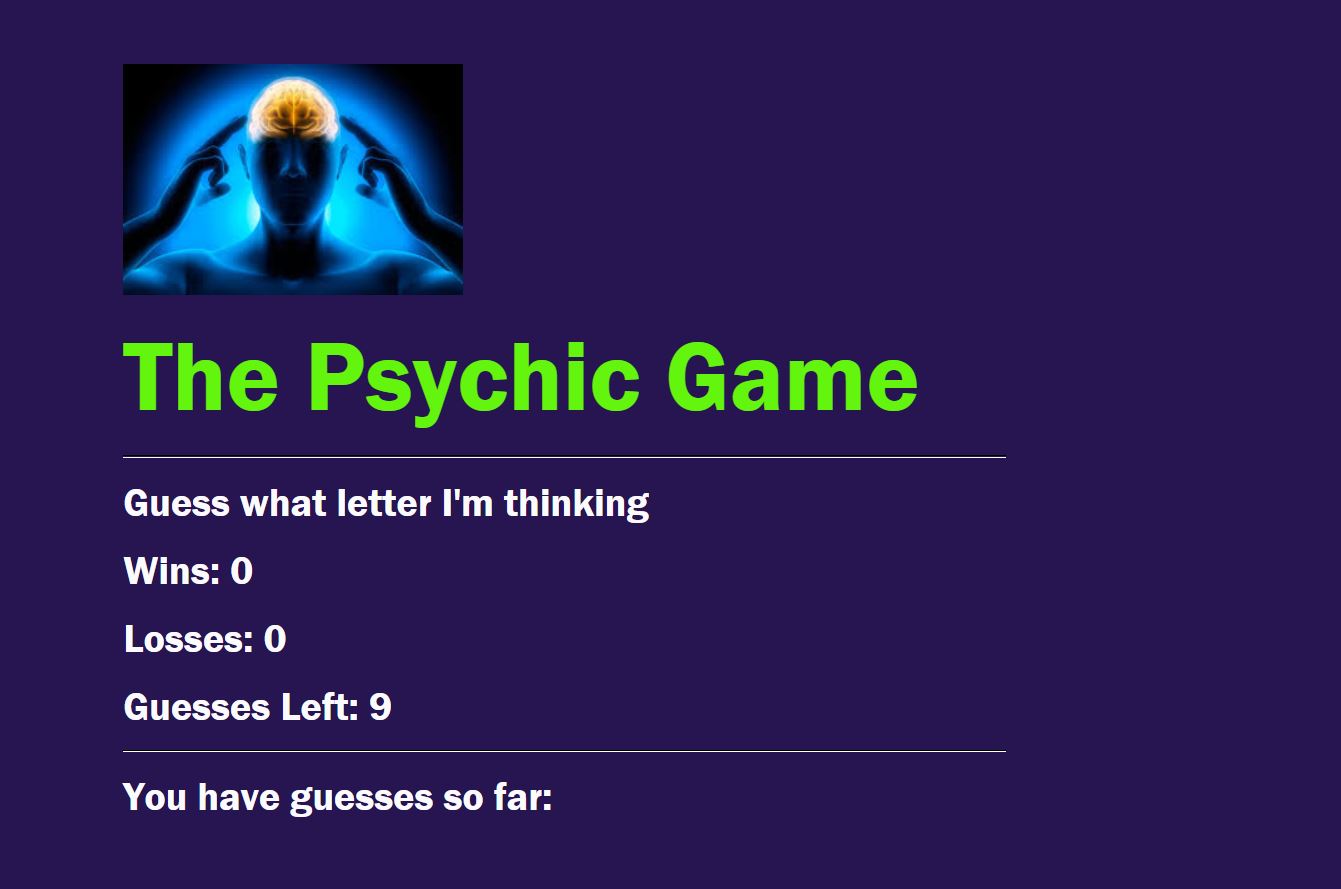 The Psychic Game
Guess what letter I'm thinking
Wins: 0
Losses: 0
Guesses Left: 9
You have guesses so far: